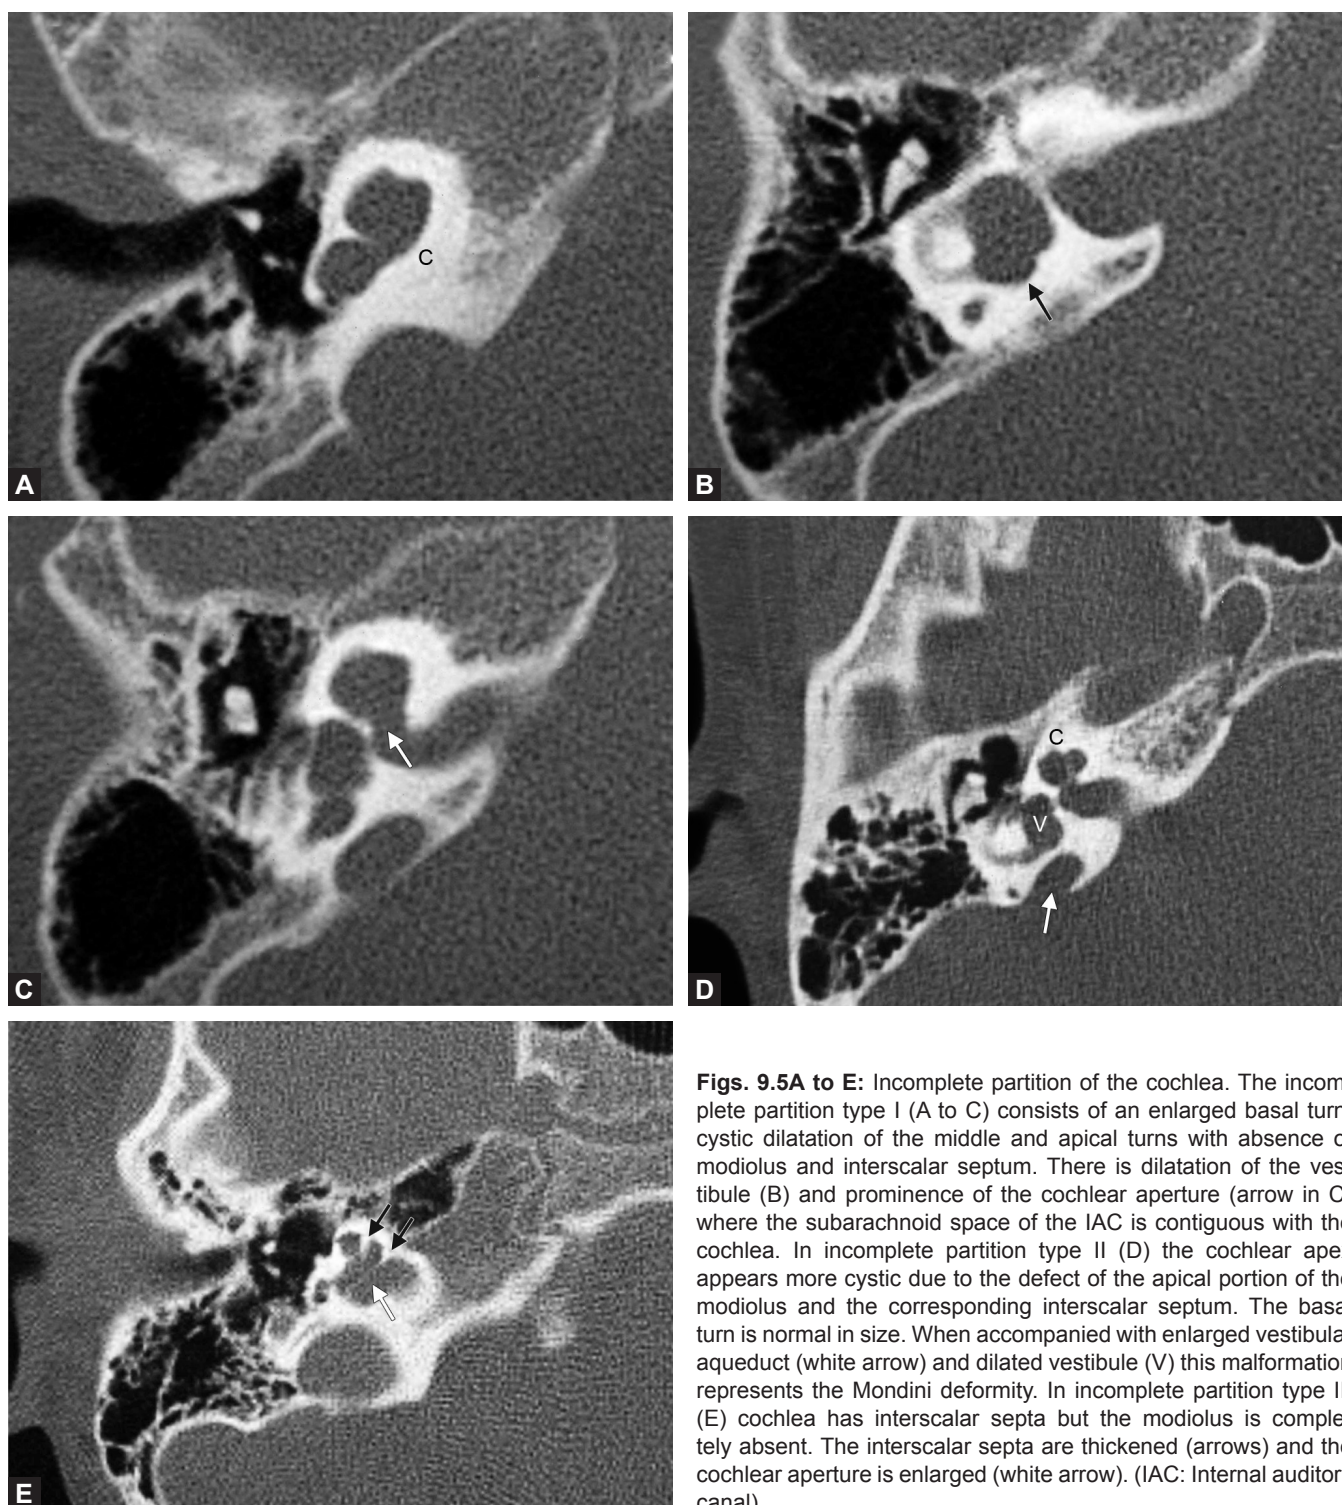 C
A
B
C
C
V
D
E
Figs. 9.5A to E: Incomplete partition of the cochlea. The incom
plete partition type I (A to C) consists of an enlarged basal turn
cystic dilatation of the middle and apical turns with absence o
modiolus and interscalar septum. There is dilatation of the ves
tibule (B) and prominence of the cochlear aperture (arrow in C
where the subarachnoid space of the IAC is contiguous with the
cochlea. In incomplete partition type II (D) the cochlear ape
appears more cystic due to the defect of the apical portion of the
modiolus and the corresponding interscalar septum. The basa
turn is normal in size. When accompanied with enlarged vestibula
aqueduct (white arrow) and dilated vestibule (V) this malformation
represents the Mondini deformity. In incomplete partition type II
(E) cochlea has interscalar septa but the modiolus is comple
tely absent. The interscalar septa are thickened (arrows) and the
cochlear aperture is enlarged (white arrow). (IAC: Internal auditor
canal)